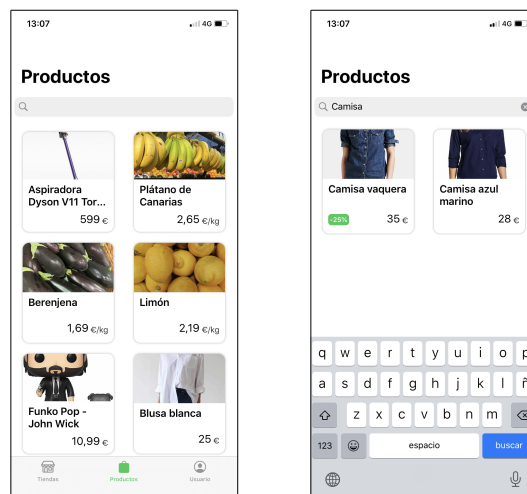 13:07
4G
Productos
Aspiradora
Dyson V11 Tor...
599 €
Plátano de
Canarias
2,65 €/kg
Berenjena
1,69 €/kg
Limón
2,19 €/kg
Funko Pop -
John Wick
10,99 €
Blusa blanca
25 €
Tiendas
Productos
Usuario
13:07
4G
Productos
Camisa
Camisa vaquera
-25%
35 €
Camisa azul
marino
28 €
q w e r t y u i o p
a s d f g h j k l ñ
z x c v b n m
123 espacio buscar